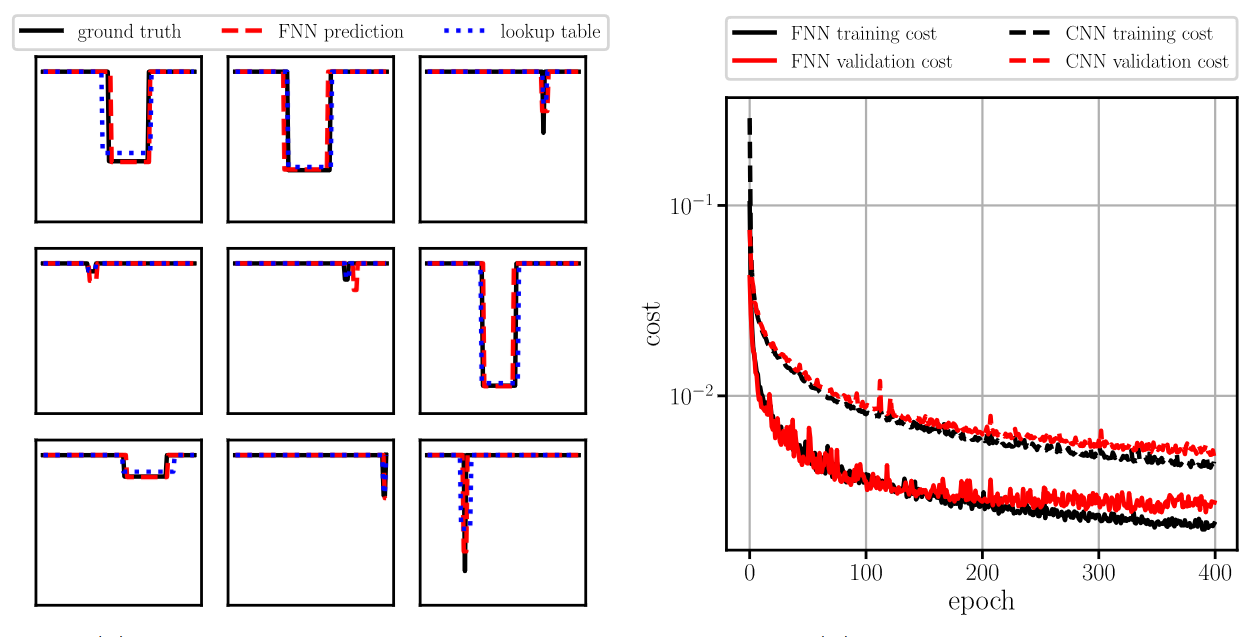 ground truth
FNN prediction
lookup table
FNN training cost
FNN validation cost
CNN training cost
CNN validation cost
cost
10⁻¹
10⁻²
0
100
200
300
400
epoch